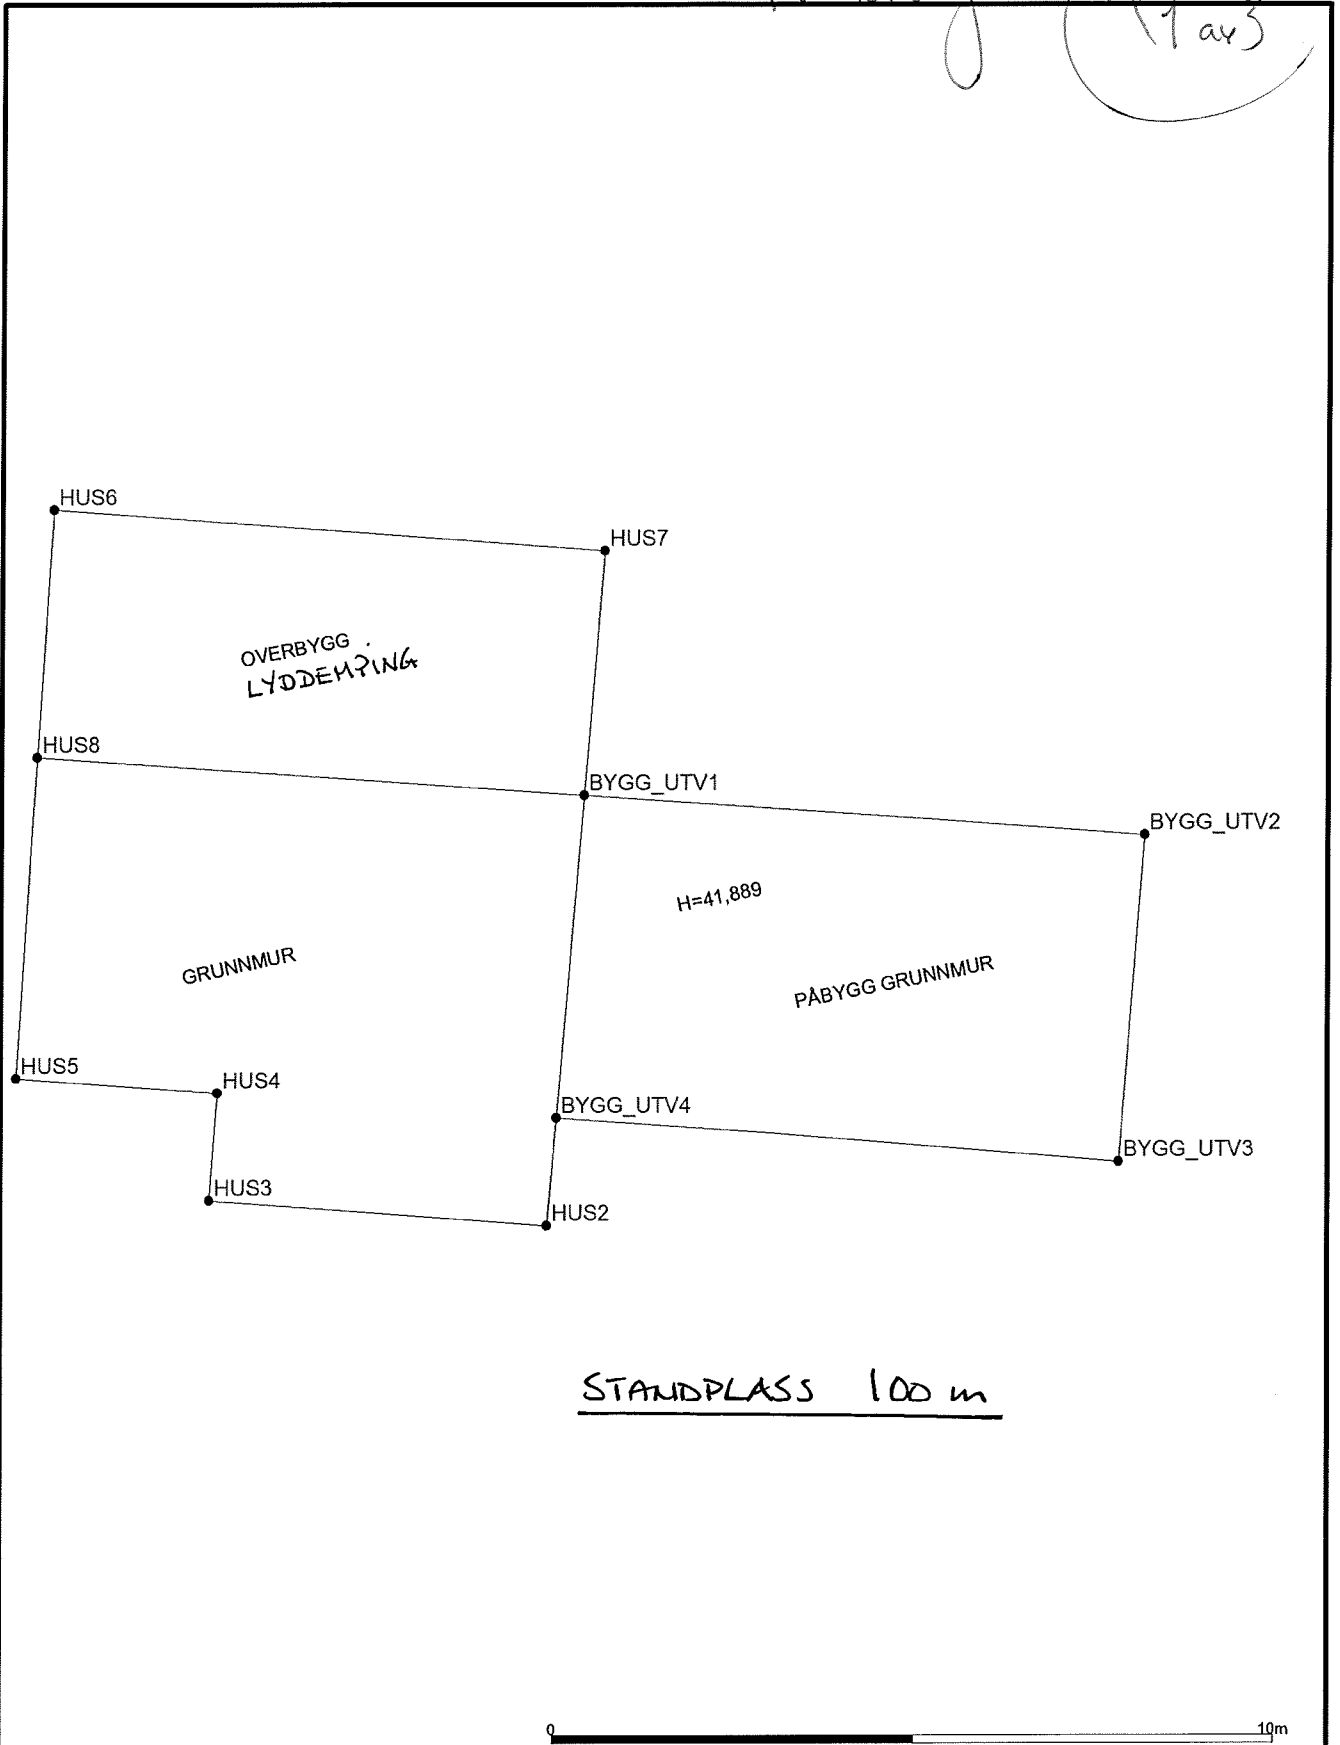 (1 av 3
HUS6
HUS7
OVERBYGG
LYDDEMPING
HUS8
BYGG_UTV1
BYGG_UTV2
H=41,889
GRUNNMUR
PÅBYGG GRUNNMUR
HUS5
HUS4
BYGG_UTV4
BYGG_UTV3
HUS3
HUS2
STANDPLASS 100 m
0 10m